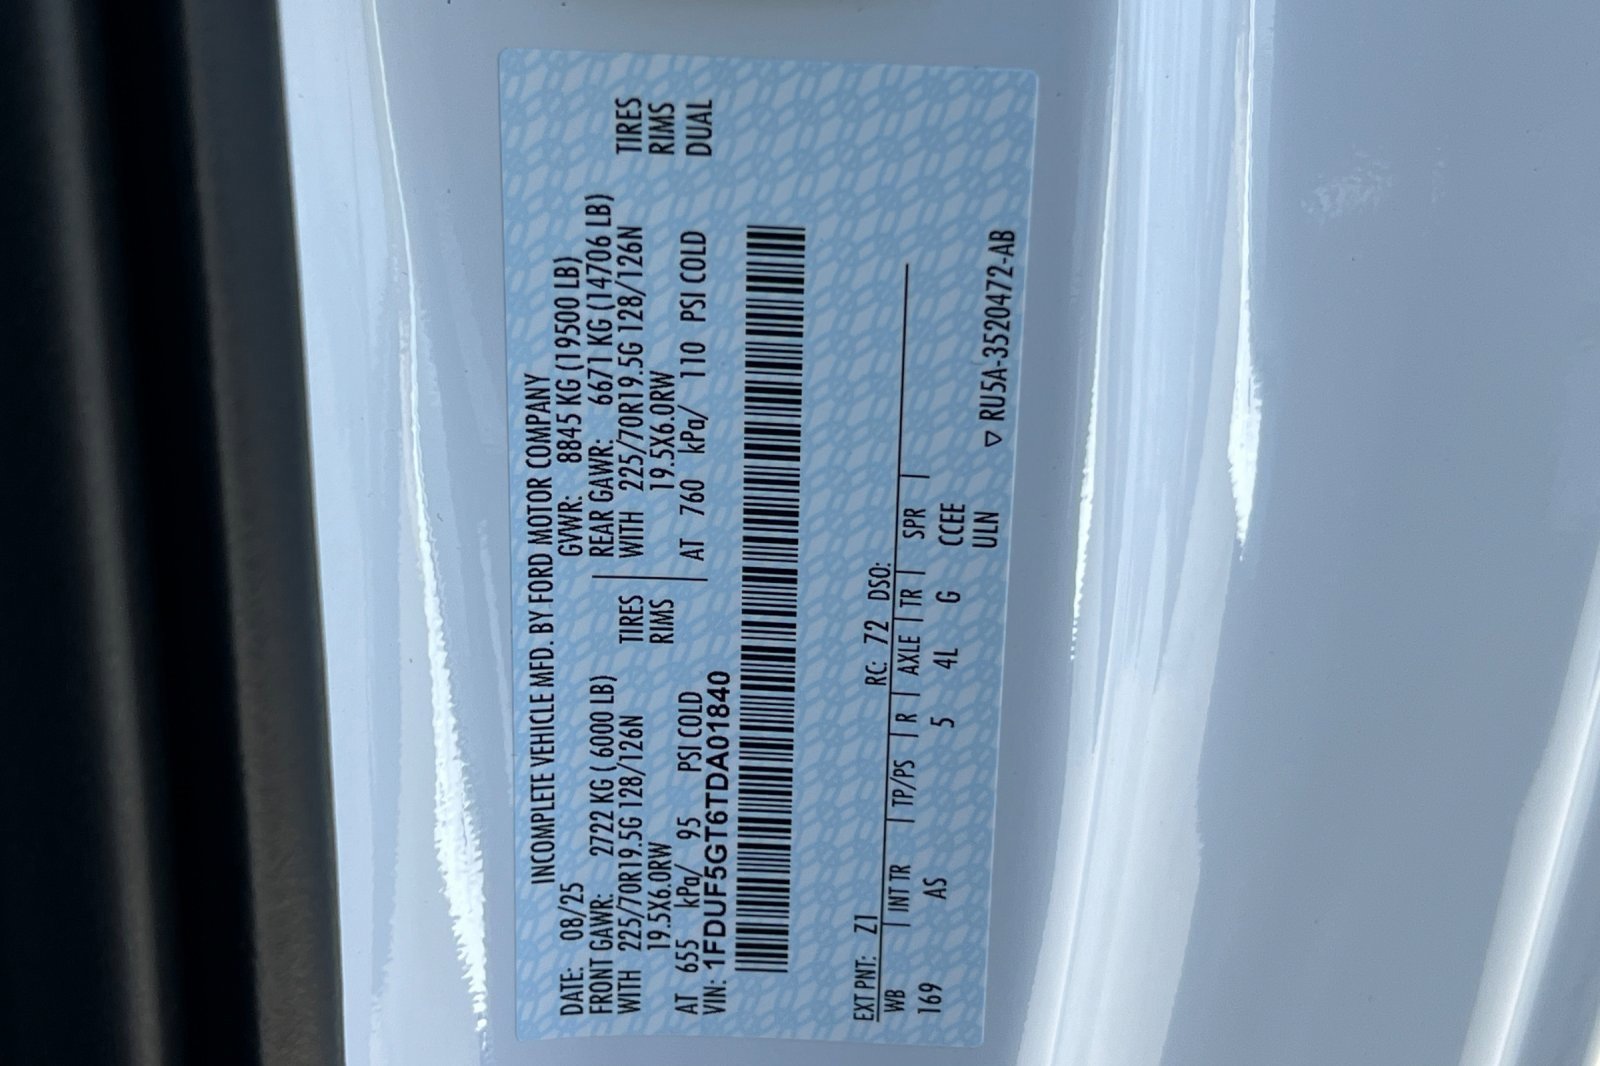 INCOMPLETE VEHICLE MFD. BY FORD MOTOR COMPANY
DATE: 08/25 GVWR: 8845 KG (19500 LB)
FRONT GAWR: 2722 KG ( 6000 LB) REAR GAWR: 6671 KG (14706 LB)
WITH 225/70R19.5G 128/126N TIRES WITH 225/70R19.5G 128/126N TIRES
19.5X6.0RW RIMS 19.5X6.0RW RIMS
AT 655 kPa/ 95 PSI COLD AT 760 kPa/ 110 PSI COLD DUAL
VIN: 1FDUF5GT6TDA01840
EXT PNT: Z1 RC: 72 DSO:
WB INT TR TP/PS R AXLE TR SPR
169 AS 5 4L G CCEE
ULN
▽ RU5A-3520472-AB